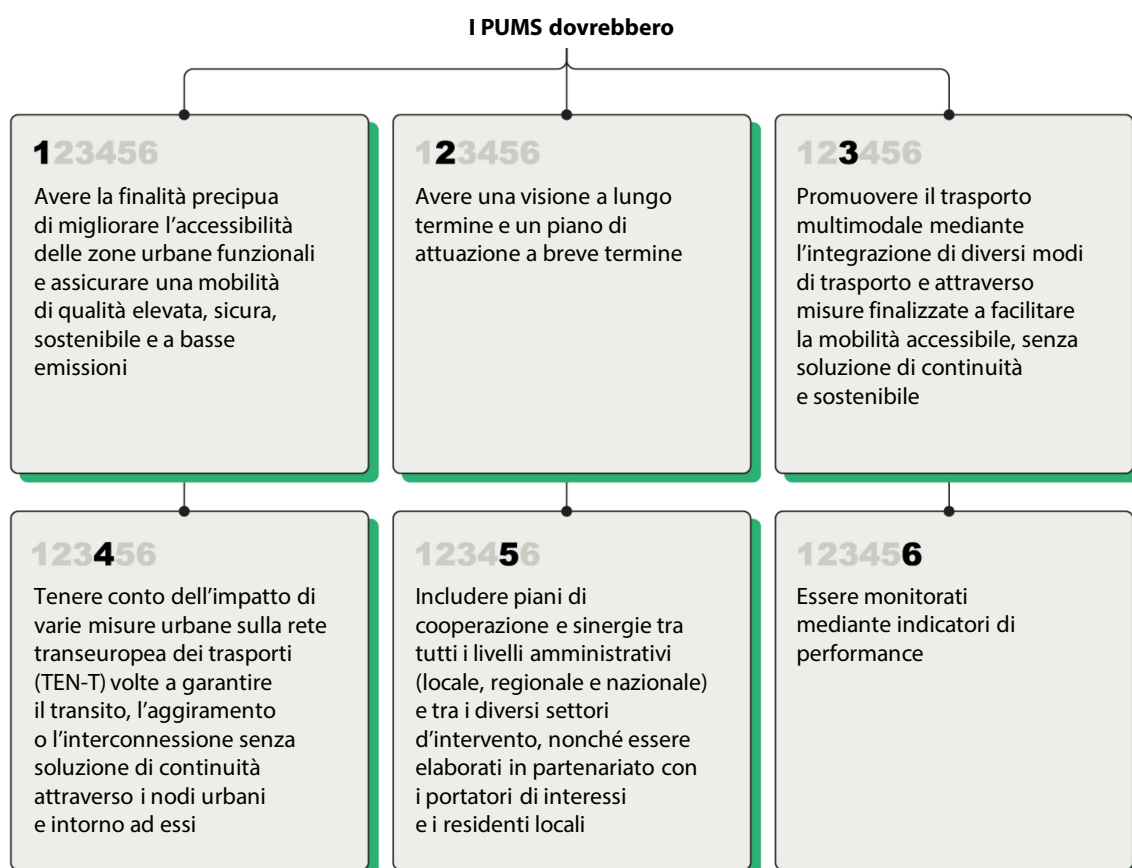 I PUMS dovrebbero
123456
Avere la finalità precipua
di migliorare l’accessibilità
delle zone urbane funzionali
e assicurare una mobilità
di qualità elevata, sicura,
sostenibile e a basse
emissioni
123456
Avere una visione a lungo
termine e un piano di
attuazione a breve termine
123456
Promuovere il trasporto
multimodale mediante
l’integrazione di diversi modi
di trasporto e attraverso
misure finalizzate a facilitare
la mobilità accessibile, senza
soluzione di continuità
e sostenibile
123456
Tenere conto dell’impatto di
varie misure urbane sulla rete
transeuropea dei trasporti
(TEN-T) volte a garantire
il transito, l’aggiramento
o l’interconnessione senza
soluzione di continuità
attraverso i nodi urbani
e intorno ad essi
123456
Includere piani di
cooperazione e sinergie tra
tutti i livelli amministrativi
(locale, regionale e nazionale)
e tra i diversi settori
d’intervento, nonché essere
elaborati in partenariato con
i portatori di interessi
e i residenti locali
123456
Essere monitorati
mediante indicatori di
performance